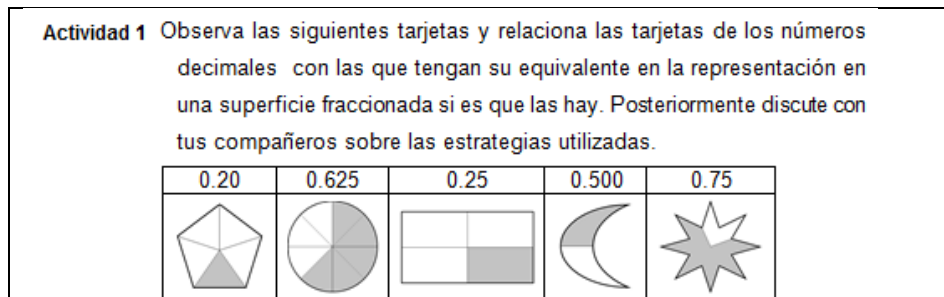 Actividad 1 Observa las siguientes tarjetas y relaciona las tarjetas de los números
decimales con las que tengan su equivalente en la representación en
una superficie fraccionada si es que las hay. Posteriormente discute con
tus compañeros sobre las estrategias utilizadas.
0.20 0.625 0.25 0.500 0.75